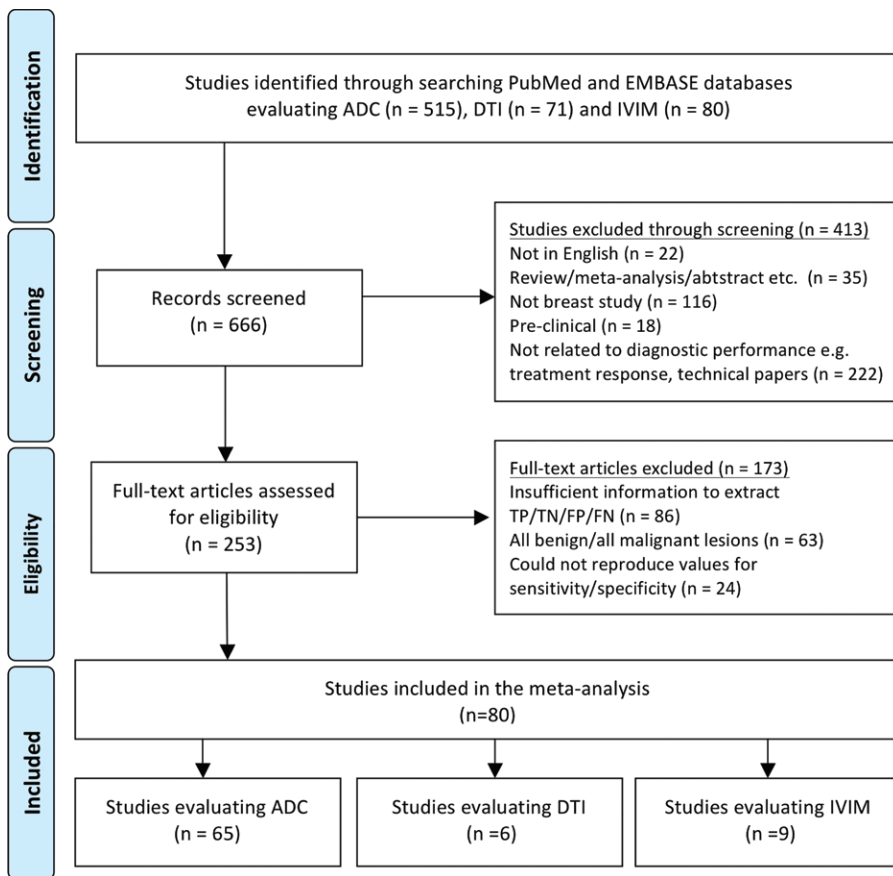 Identification
Studies identified through searching PubMed and EMBASE databases
evaluating ADC (n = 515), DTI (n = 71) and IVIM (n = 80)
Screening
Records screened
(n = 666)
Studies excluded through screening (n = 413)
Not in English (n = 22)
Review/meta-analysis/abtstract etc. (n = 35)
Not breast study (n = 116)
Pre-clinical (n = 18)
Not related to diagnostic performance e.g.
treatment response, technical papers (n = 222)
Eligibility
Full-text articles assessed
for eligibility
(n = 253)
Full-text articles excluded (n = 173)
Insufficient information to extract
TP/TN/FP/FN (n = 86)
All benign/all malignant lesions (n = 63)
Could not reproduce values for
sensitivity/specificity (n = 24)
Included
Studies included in the meta-analysis
(n=80)
Studies evaluating ADC
(n = 65)
Studies evaluating DTI
(n =6)
Studies evaluating IVIM
(n =9)